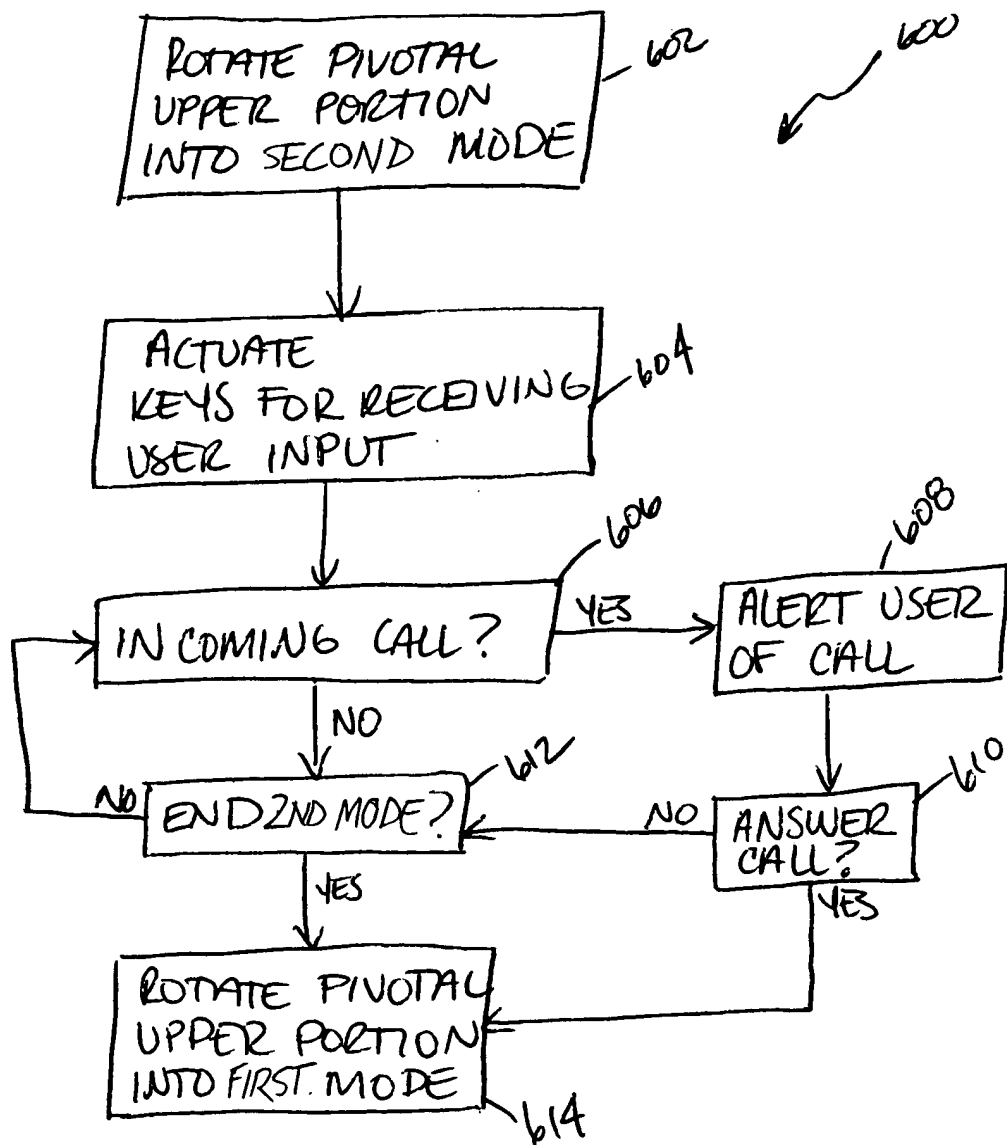 ROTATE PIVOTAL
UPPER PORTION
INTO SECOND MODE
602
600
ACTUATE
KEYS FOR RECEIVING
USER INPUT
604
606
INCOMING CALL?
YES
608
ALERT USER
OF CALL
NO
612
610
NO
END 2ND MODE?
NO
ANSWER
CALL?
YES
YES
ROTATE PIVOTAL
UPPER PORTION
INTO FIRST. MODE
614